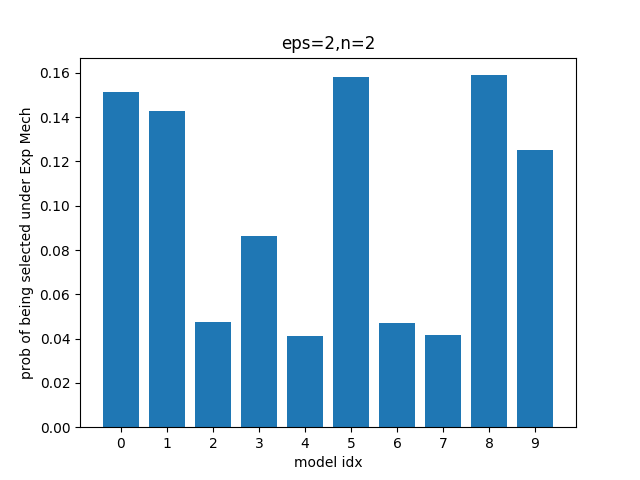 eps=2,n=2
prob of being selected under Exp Mech
0.16
0.14
0.12
0.10
0.08
0.06
0.04
0.02
0.00
0 1 2 3 4 5 6 7 8 9
model idx